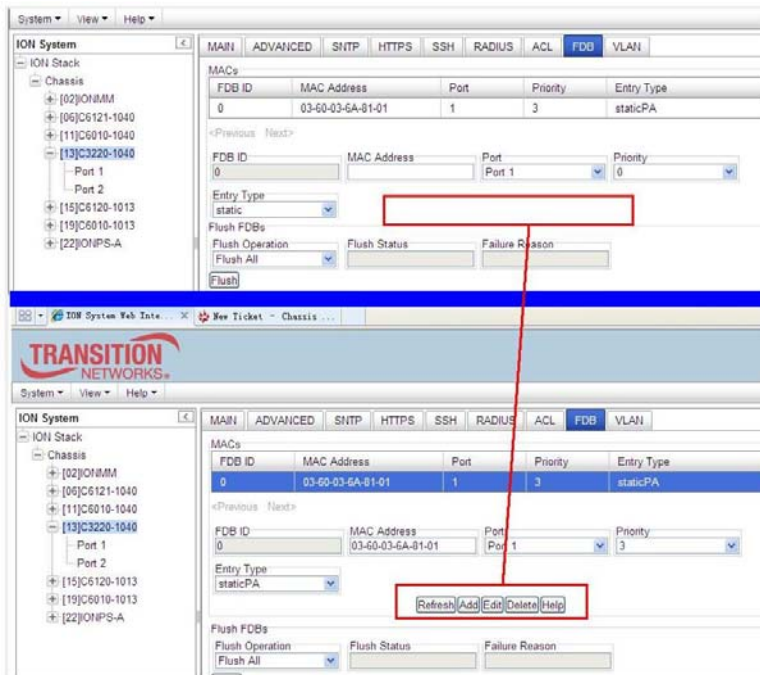 System View Help
ION System
ION Stack
Chassis
[02]IONMM
[06]C6121-1040
[11]C6010-1040
[13]C3220-1040
Port 1
Port 2
[15]C6120-1013
[19]C6010-1013
[22]IONPS-A
MAIN ADVANCED SNTP HTTPS SSH RADIUS ACL FDB VLAN
MACs
FDB ID MAC Address Port Priority Entry Type
0 03-60-03-6A-81-01 1 3 staticPA
<Previous Next>
FDB ID MAC Address Port Priority
0 Port 1 0
Entry Type
static
Flush FDBs
Flush Operation Flush Status Failure Reason
Flush All
Flush
ION System Web Inte... New Ticket - Chassis ...
TRANSITION
NETWORKS®
System View Help
ION System
ION Stack
Chassis
[02]IONMM
[06]C6121-1040
[11]C6010-1040
[13]C3220-1040
Port 1
Port 2
[15]C6120-1013
[19]C6010-1013
[22]IONPS-A
MAIN ADVANCED SNTP HTTPS SSH RADIUS ACL FDB VLAN
MACs
FDB ID MAC Address Port Priority Entry Type
0 03-60-03-6A-81-01 1 3 staticPA
<Previous Next>
FDB ID MAC Address Port Priority
0 03-60-03-6A-81-01 Port 1 3
Entry Type
staticPA
Refresh Add Edit Delete Help
Flush FDBs
Flush Operation Flush Status Failure Reason
Flush All